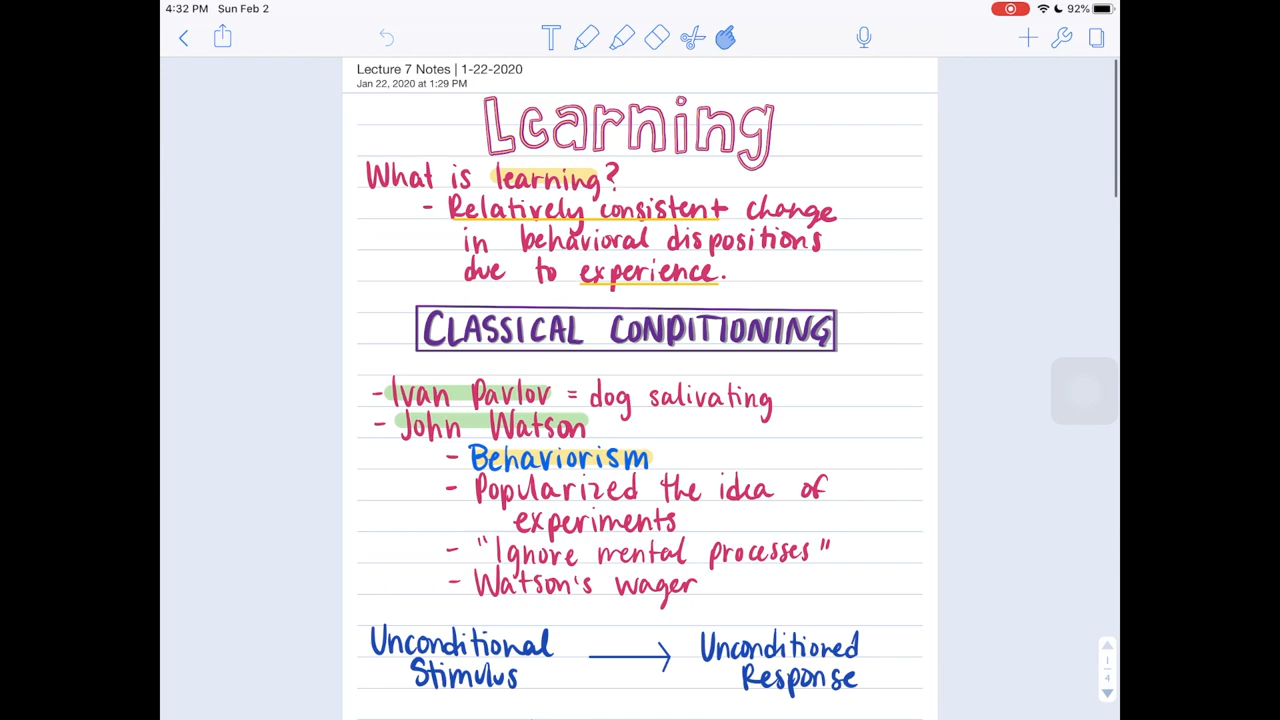 4:32 PM Sun Feb 2 92%
T
Lecture 7 Notes | 1-22-2020
Jan 22, 2020 at 1:29 PM
Learning
What is learning?
- Relatively consistent change
in behavioral dispositions
due to experience.
CLASSICAL CONDITIONING
- Ivan Pavlov = dog salivating
- John Watson
- Behaviorism
- Popularized the idea of
experiments
- "Ignore mental processes"
- Watson's wager
Unconditional → Unconditioned
Stimulus Response
1
4